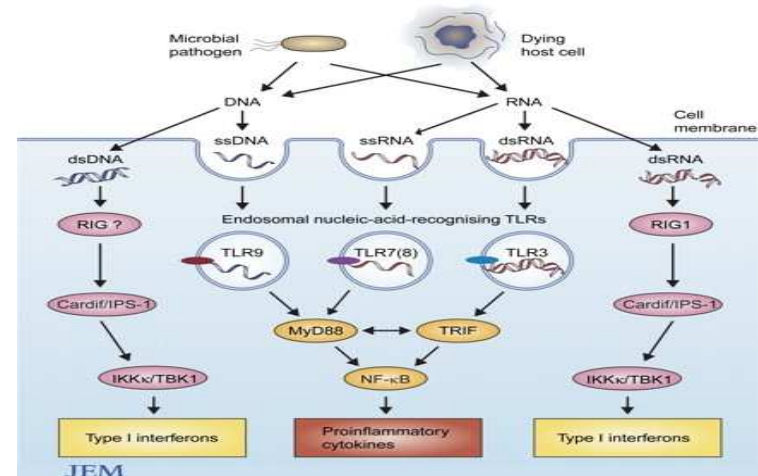 Microbial
pathogen
Dying
host cell
DNA
RNA
Cell
membrane
ssDNA
ssRNA
dsRNA
dsDNA
dsRNA
RIG ?
Endosomal nucleic-acid-recognising TLRs
RIG1
TLR9
TLR7(8)
TLR3
Cardif/IPS-1
Cardif/IPS-1
MyD88
TRIF
IKKκ/TBK1
NF-κB
IKKκ/TBK1
Type I interferons
Proinflammatory
cytokines
Type I interferons
JEM